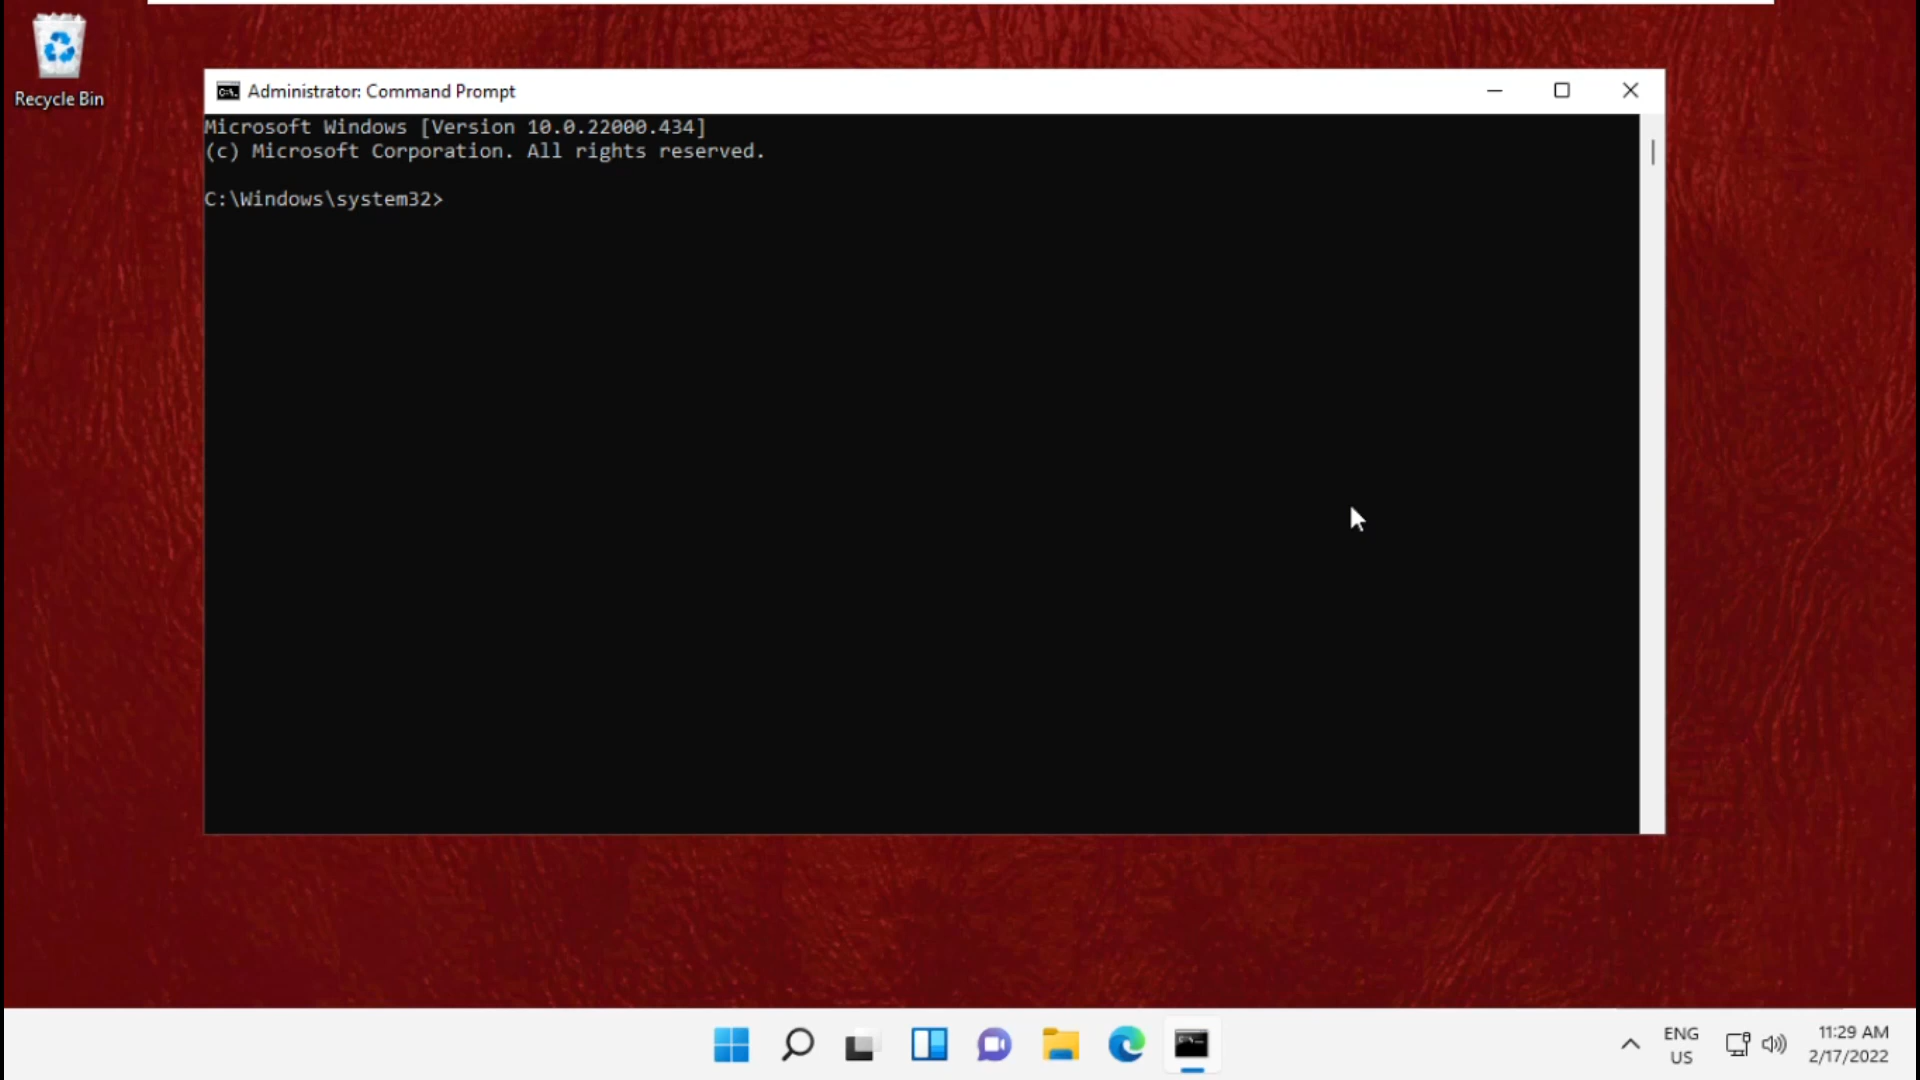 Recycle Bin
Administrator: Command Prompt
Microsoft Windows [Version 10.0.22000.434]
(c) Microsoft Corporation. All rights reserved.
C:\Windows\system32>
ENG
US
11:29 AM
2/17/2022